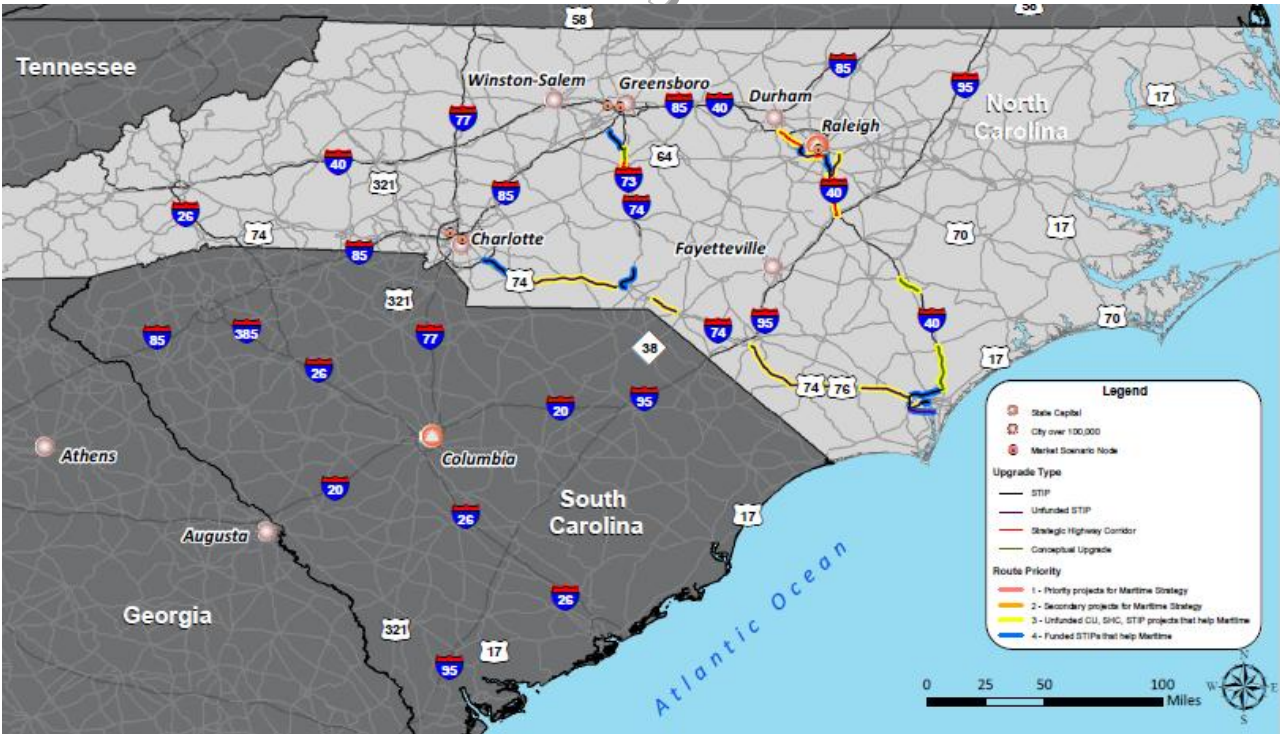 58
58
Tennessee
Winston-Salem
Greensboro
85
40
Durham
85
95
17
North
Carolina
77
Raleigh
64
40
321
73
40
85
74
26
74
Charlotte
Fayetteville
70
17
85
74
321
70
40
85
385
77
74
95
38
17
26
74
76
20
95
Athens
Columbia
20
26
South
Carolina
17
Augusta
Georgia
26
321
17
95
Atlantic Ocean
Legend
State Capital
City over 100,000
Market Scenario Node
Upgrade Type
STIP
Unfunded STIP
Strategic Highway Corridor
Conceptual Upgrade
Route Priority
1 - Priority projects for Maritime Strategy
2 - Secondary projects for Maritime Strategy
3 - Unfunded CU, SHC, STIP projects that help Maritime
4 - Funded STIPs that help Maritime
0 25 50 100
Miles
N
W E
S